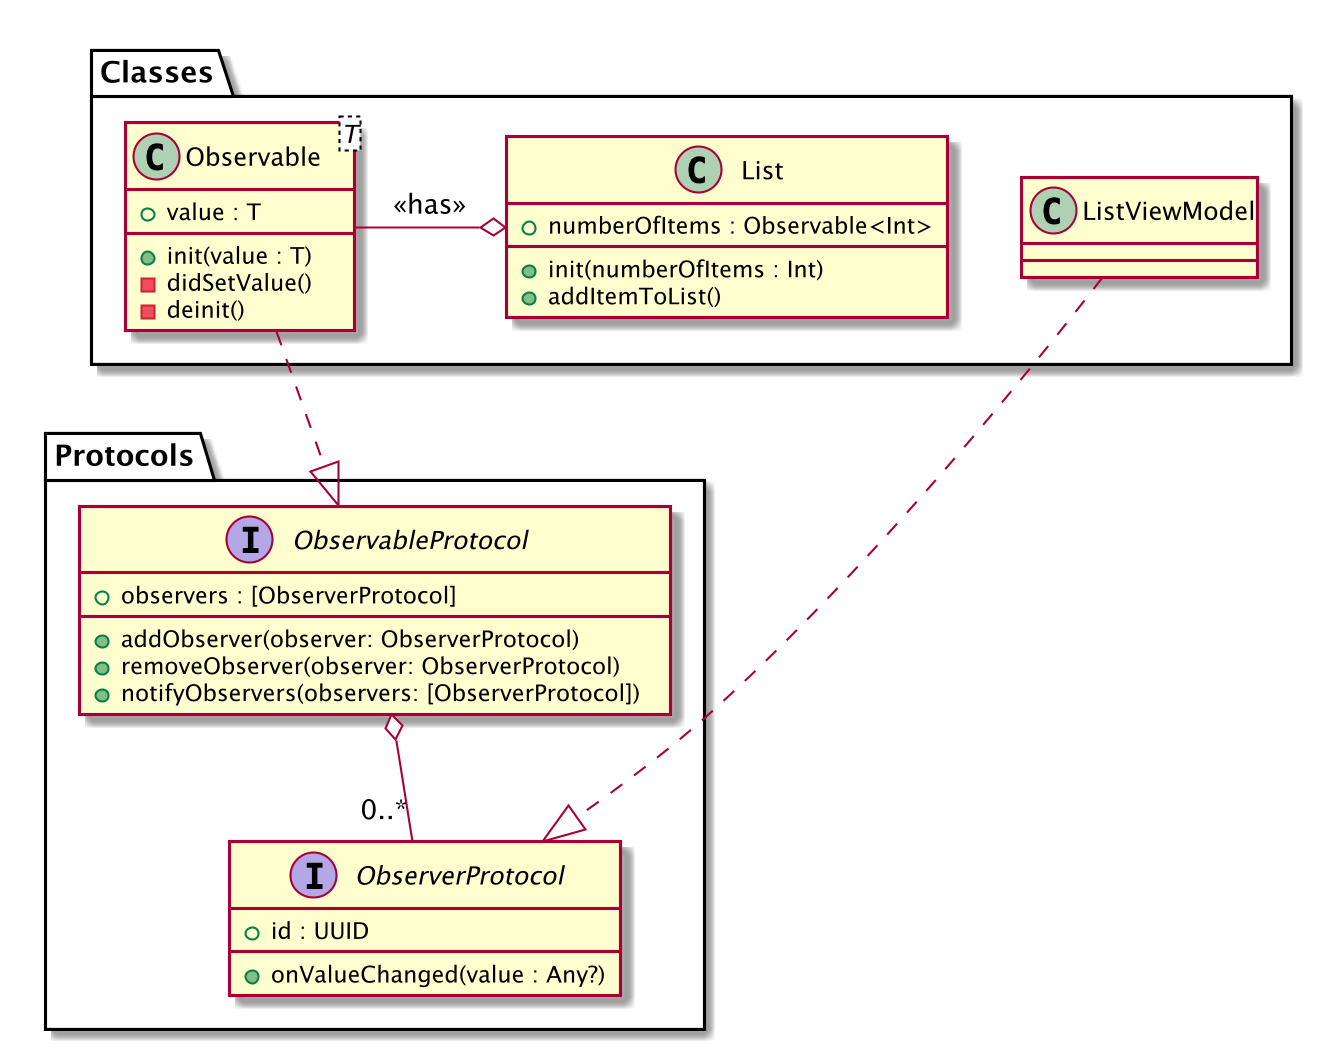 Classes
T
C Observable
value : T
init(value : T)
didSetValue()
deinit()
«has»
C List
numberOfItems : Observable<Int>
init(numberOfItems : Int)
addItemToList()
C ListViewModel
Protocols
I ObservableProtocol
observers : [ObserverProtocol]
addObserver(observer: ObserverProtocol)
removeObserver(observer: ObserverProtocol)
notifyObservers(observers: [ObserverProtocol])
0..*
I ObserverProtocol
id : UUID
onValueChanged(value : Any?)